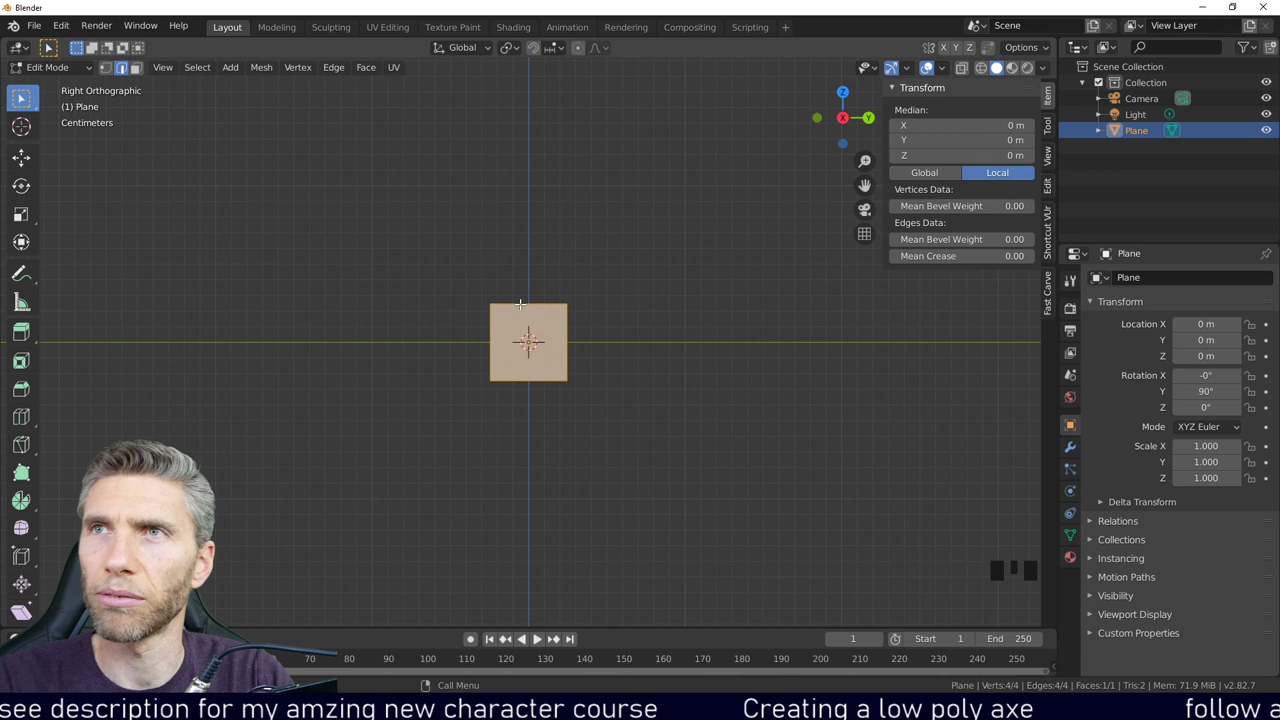 Blender
File Edit Render Window Help Layout Modeling Sculpting UV Editing Texture Paint Shading Animation Rendering Compositing Scripting + Scene View Layer
Global X Y Z Options
Edit Mode View Select Add Mesh Vertex Edge Face UV
Right Orthographic
(1) Plane
Centimeters
Z
X
Y
Transform
Median:
X 0 m
Y 0 m
Z 0 m
Global Local
Vertices Data:
Mean Bevel Weight 0.00
Edges Data:
Mean Bevel Weight 0.00
Mean Crease 0.00
Item
Tool
View
Edit
Shortcut VUr
Fast Carve
Scene Collection
Collection
Camera
Light
Plane
Plane
Plane
Transform
Location X 0 m
Y 0 m
Z 0 m
Rotation X -0°
Y 90°
Z 0°
Mode XYZ Euler
Scale X 1.000
Y 1.000
Z 1.000
Delta Transform
Relations
Collections
Instancing
Motion Paths
Visibility
Viewport Display
Custom Properties
1 Start 1 End 250
70 80 90 100 110 120 130 140 150 160 170 180 190 200 210 220 230 240 250
Call Menu
Plane | Verts:4/4 | Edges:4/4 | Faces:1/1 | Tris:2 | Mem: 71.9 MiB | v2.82.7
see description for my amzing new character course Creating a low poly axe follow a